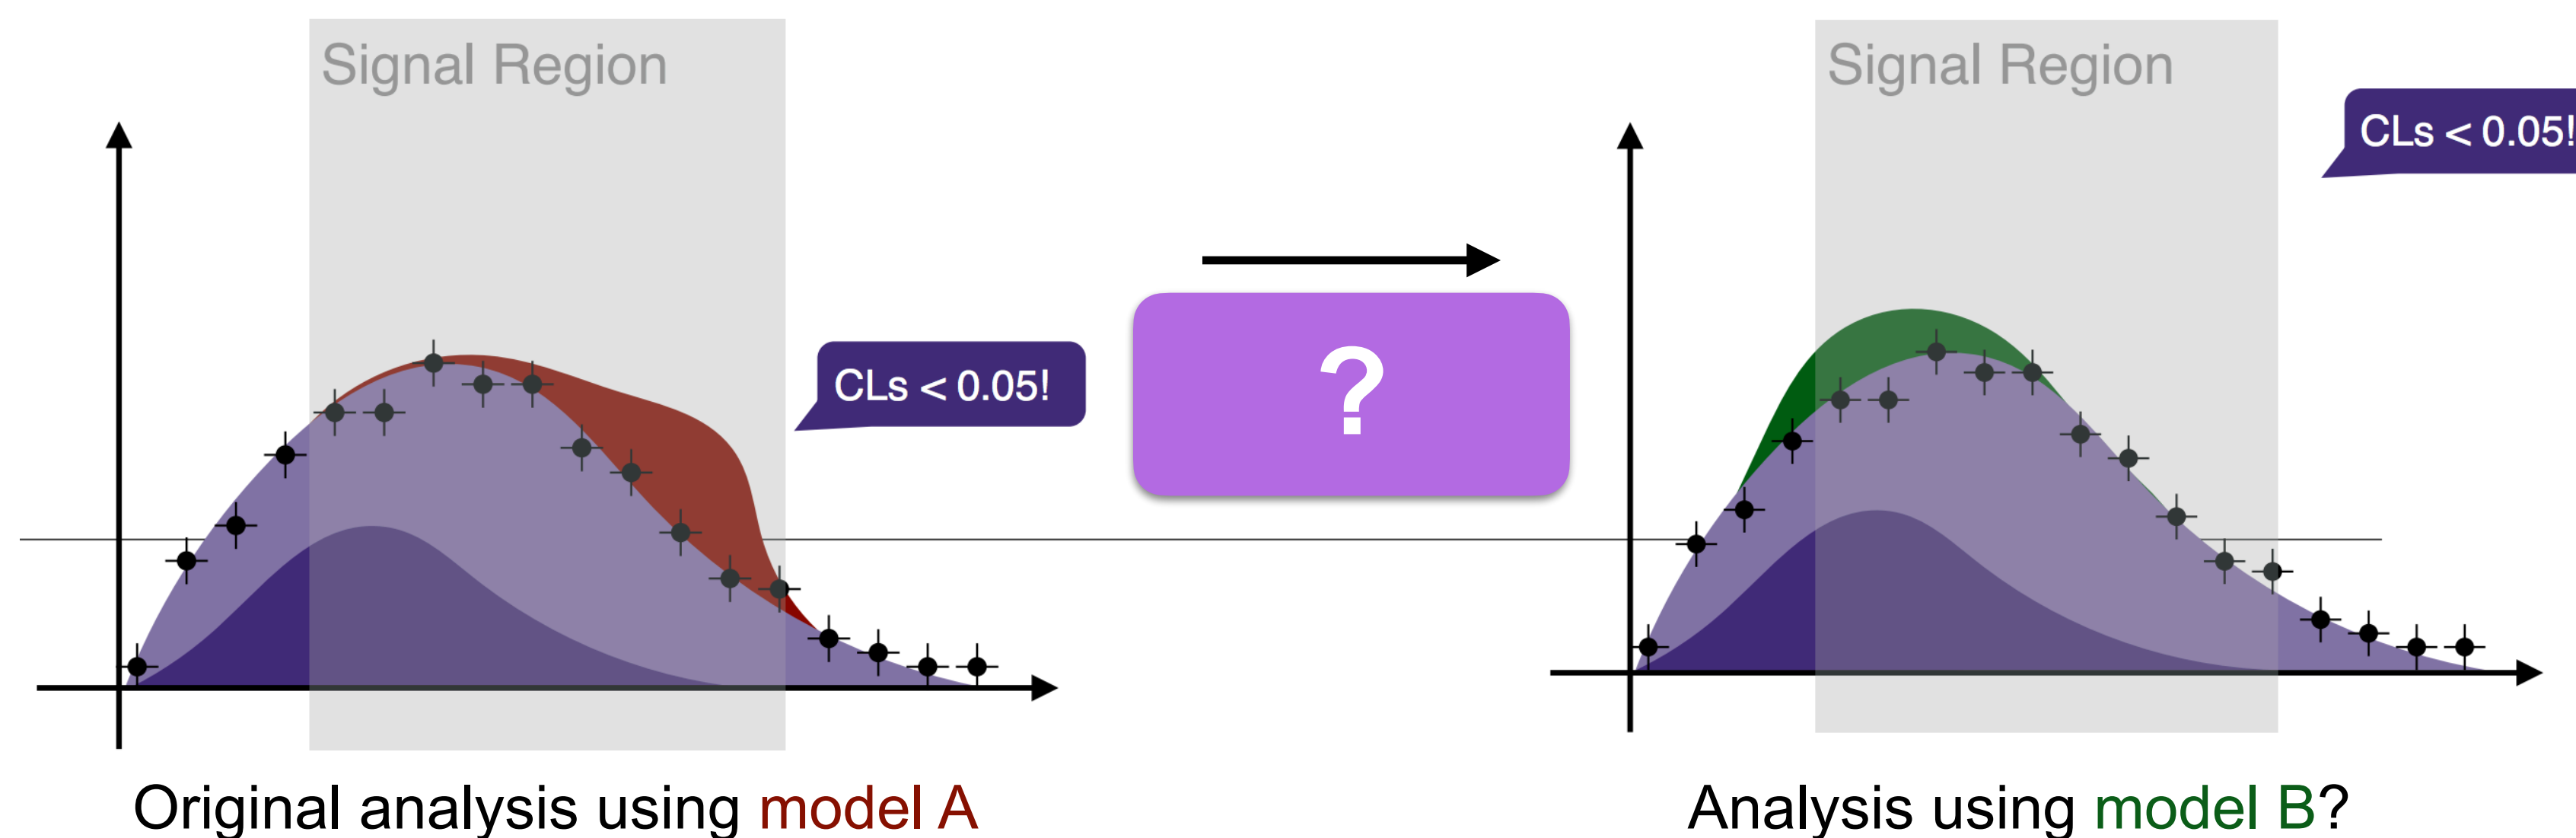 Signal Region
CLs < 0.05!
Original analysis using model A
?
Signal Region
CLs < 0.05!
Analysis using model B?